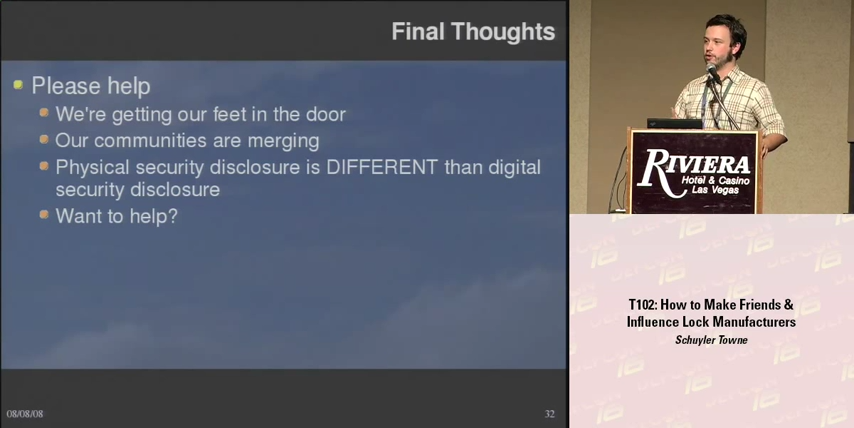 Final Thoughts
Please help
We're getting our feet in the door
Our communities are merging
Physical security disclosure is DIFFERENT than digital
security disclosure
Want to help?
08/08/08
32
RIVIERA
Hotel & Casino
Las Vegas
T102: How to Make Friends &
Influence Lock Manufacturers
Schuyler Towne